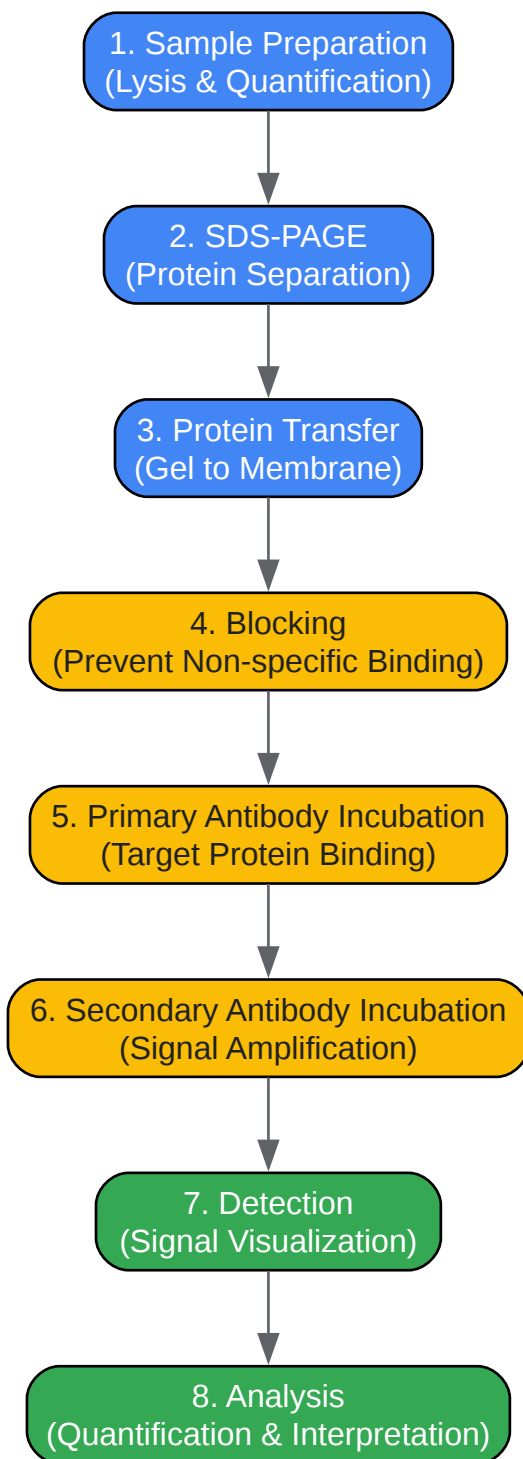 1. Sample Preparation
(Lysis & Quantification)
2. SDS-PAGE
(Protein Separation)
3. Protein Transfer
(Gel to Membrane)
4. Blocking
(Prevent Non-specific Binding)
5. Primary Antibody Incubation
(Target Protein Binding)
6. Secondary Antibody Incubation
(Signal Amplification)
7. Detection
(Signal Visualization)
8. Analysis
(Quantification & Interpretation)